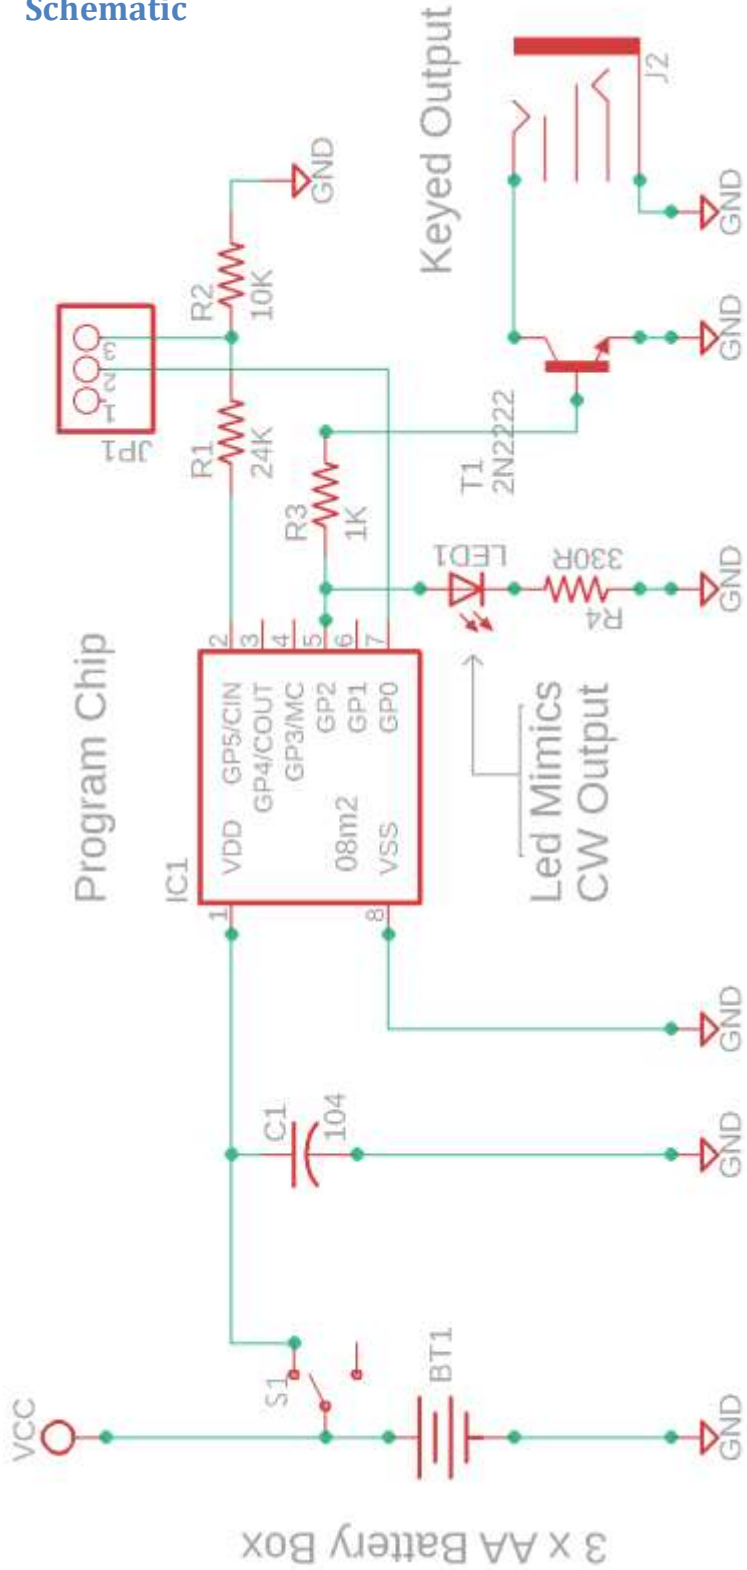 Schematic
3 x AA Battery Box
VCC
S1
BT1
GND
C1
104
GND
GND
Program Chip
IC1
VDD
GP5/CIN
GP4/COUT
GP3/MC
GP2
GP1
GP0
08m2
VSS
1
8
2
3
4
5
6
7
Led Mimics
CW Output
JP1
1
2
3
R1
24K
R2
10K
GND
R3
1K
LED1
R4
330R
GND
T1
2N2222
GND
Keyed Output
J2
GND